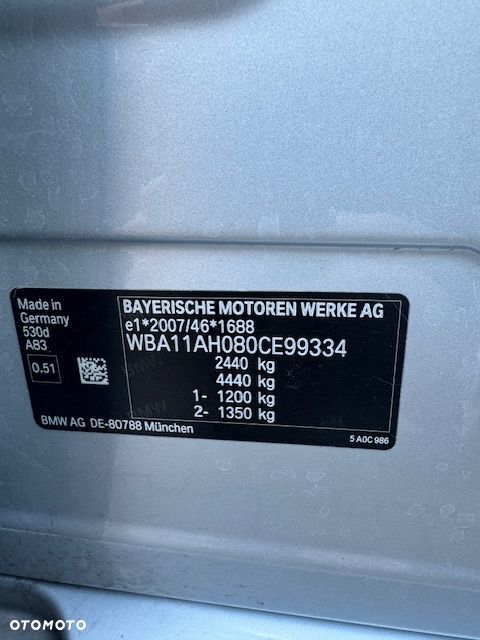 Made in
Germany
530d
A83
0.51
BAYERISCHE MOTOREN WERKE AG
e1*2007/46*1688
WBA11AH080CE99334
2440 kg
4440 kg
1- 1200 kg
2- 1350 kg
BMW AG DE-80788 München
5 A0C 986
OTOMOTO
OTOMOTO